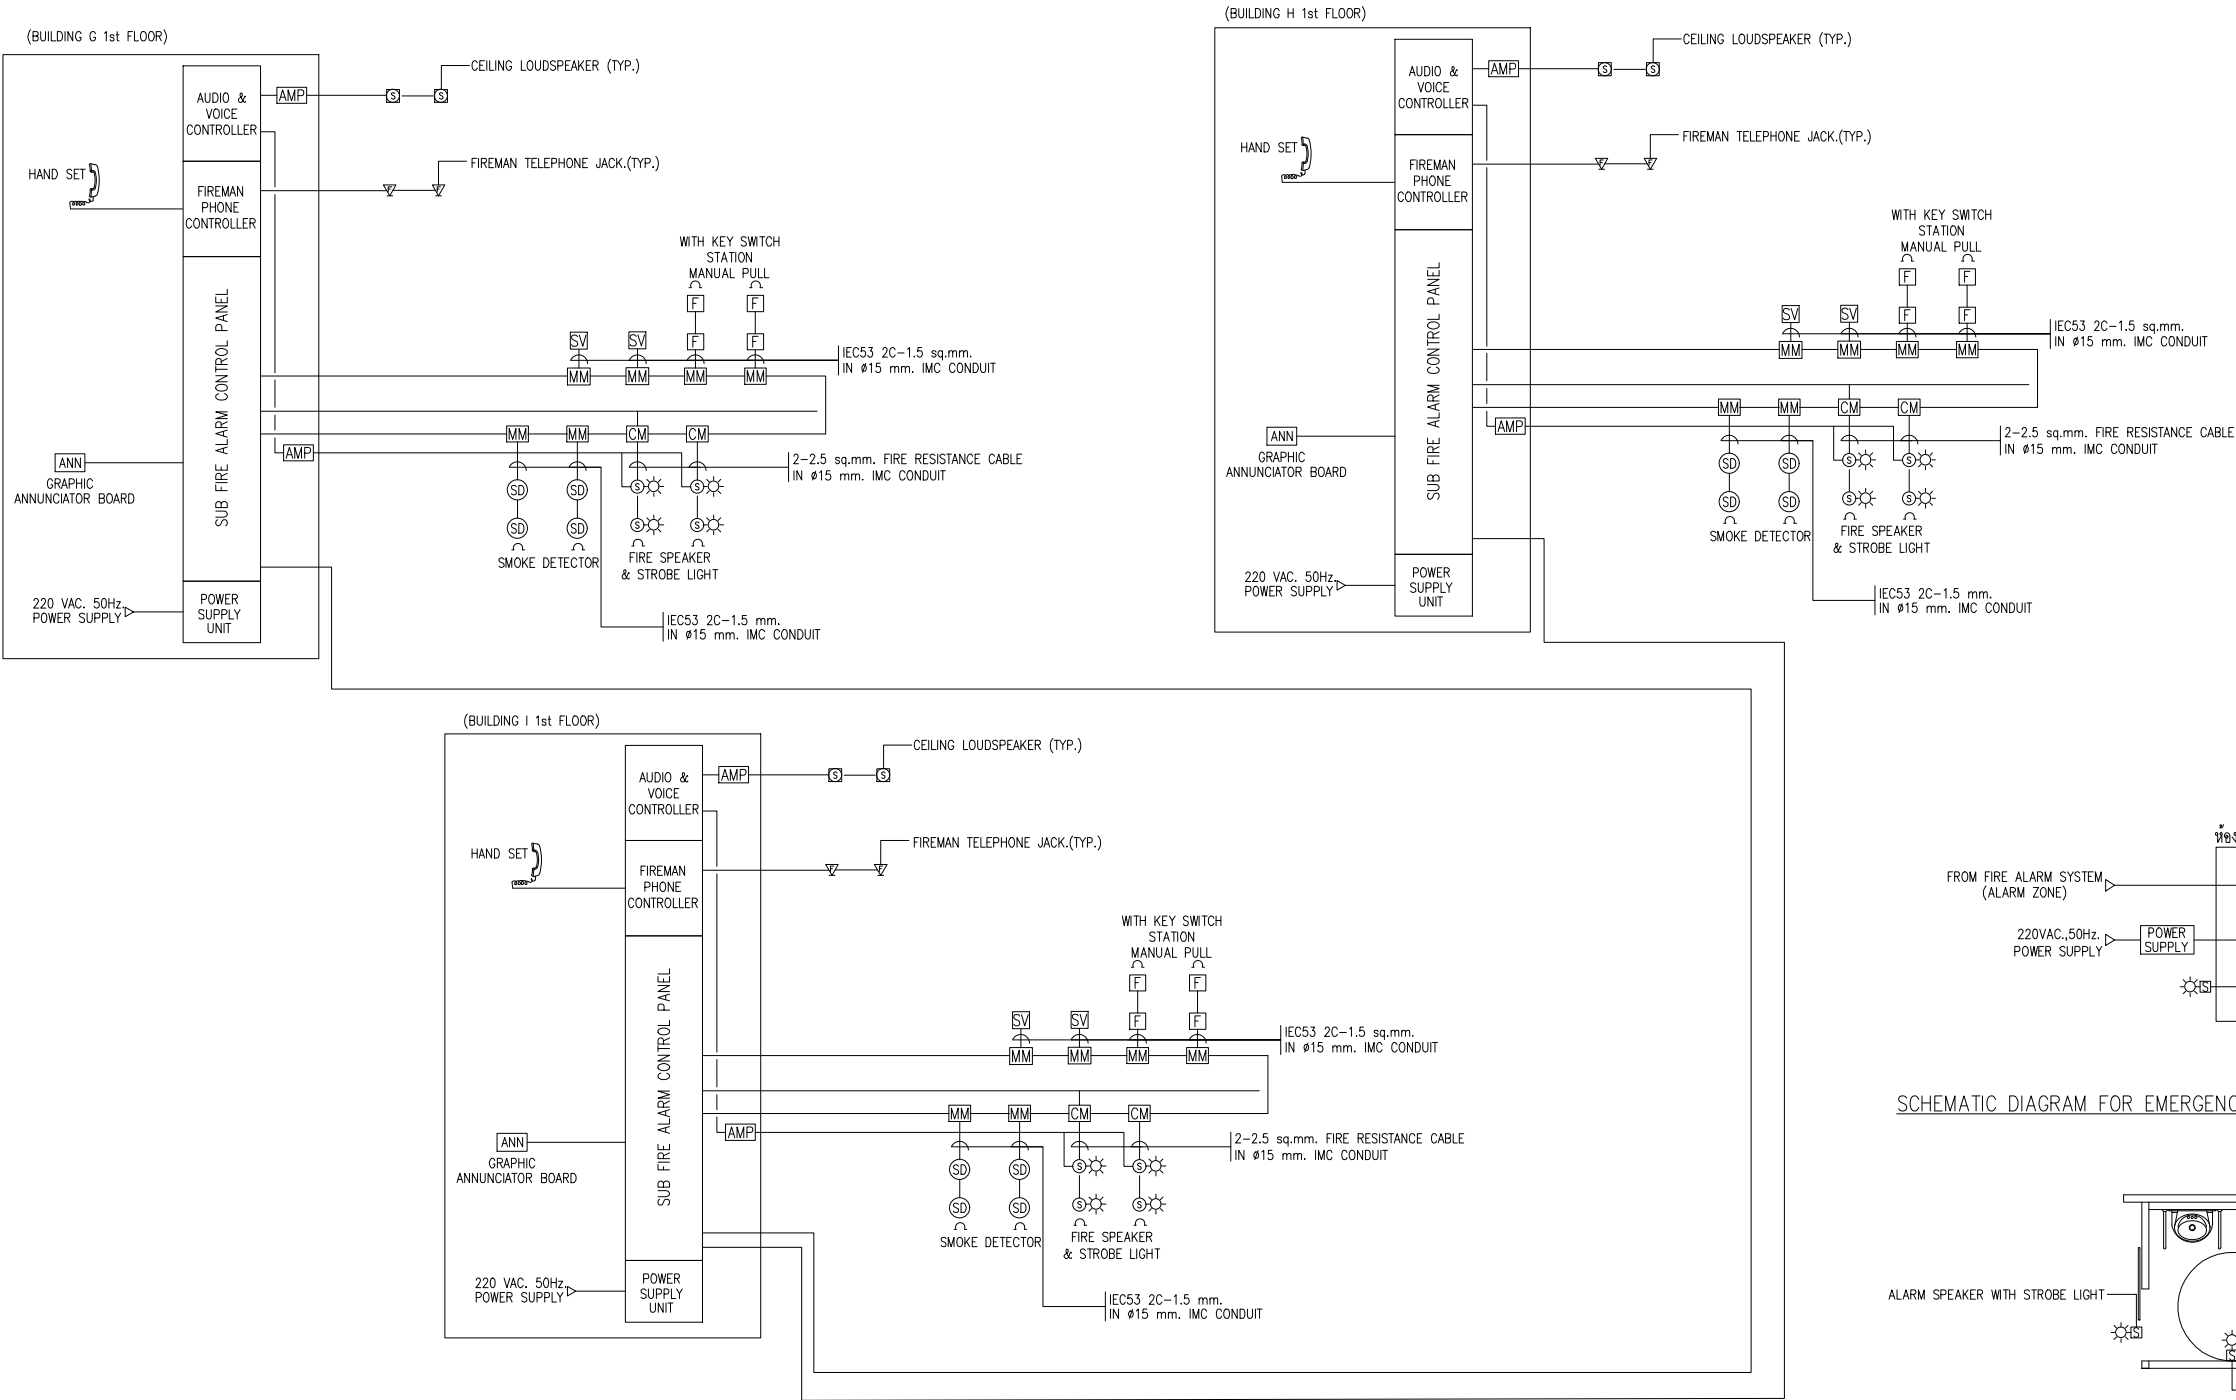 (BUILDING G 1st FLOOR)
CEILING LOUDSPEAKER (TYP.)
AUDIO &
VOICE
CONTROLLER
AMP
S
S
FIREMAN TELEPHONE JACK.(TYP.)
HAND SET
FIREMAN
PHONE
CONTROLLER
F
F
WITH KEY SWITCH
STATION
MANUAL PULL
F
F
SV
SV
F
F
IEC53 2C-1.5 sq.mm.
IN ø15 mm. IMC CONDUIT
MM
MM
MM
MM
SUB FIRE ALARM CONTROL PANEL
MM
MM
CM
CM
AMP
2-2.5 sq.mm. FIRE RESISTANCE CABLE
IN ø15 mm. IMC CONDUIT
ANN
GRAPHIC
ANNUNCIATOR BOARD
SD
SD
S
S
SD
SD
S
S
SMOKE DETECTOR
FIRE SPEAKER
& STROBE LIGHT
220 VAC. 50Hz.
POWER SUPPLY
POWER
SUPPLY
UNIT
IEC53 2C-1.5 mm.
IN ø15 mm. IMC CONDUIT
(BUILDING H 1st FLOOR)
CEILING LOUDSPEAKER (TYP.)
AUDIO &
VOICE
CONTROLLER
AMP
S
S
FIREMAN TELEPHONE JACK.(TYP.)
HAND SET
FIREMAN
PHONE
CONTROLLER
F
F
WITH KEY SWITCH
STATION
MANUAL PULL
F
F
SV
SV
F
F
IEC53 2C-1.5 sq.mm.
IN ø15 mm. IMC CONDUIT
MM
MM
MM
MM
SUB FIRE ALARM CONTROL PANEL
MM
MM
CM
CM
AMP
2-2.5 sq.mm. FIRE RESISTANCE CABLE
IN ø15 mm. IMC CONDUIT
ANN
GRAPHIC
ANNUNCIATOR BOARD
SD
SD
S
S
SD
SD
S
S
SMOKE DETECTOR
FIRE SPEAKER
& STROBE LIGHT
220 VAC. 50Hz.
POWER SUPPLY
POWER
SUPPLY
UNIT
IEC53 2C-1.5 mm.
IN ø15 mm. IMC CONDUIT
(BUILDING I 1st FLOOR)
CEILING LOUDSPEAKER (TYP.)
AUDIO &
VOICE
CONTROLLER
AMP
S
S
FIREMAN TELEPHONE JACK.(TYP.)
HAND SET
FIREMAN
PHONE
CONTROLLER
F
F
WITH KEY SWITCH
STATION
MANUAL PULL
F
F
SV
SV
F
F
IEC53 2C-1.5 sq.mm.
IN ø15 mm. IMC CONDUIT
MM
MM
MM
MM
SUB FIRE ALARM CONTROL PANEL
MM
MM
CM
CM
AMP
2-2.5 sq.mm. FIRE RESISTANCE CABLE
IN ø15 mm. IMC CONDUIT
ANN
GRAPHIC
ANNUNCIATOR BOARD
SD
SD
S
S
SD
SD
S
S
SMOKE DETECTOR
FIRE SPEAKER
& STROBE LIGHT
220 VAC. 50Hz.
POWER SUPPLY
POWER
SUPPLY
UNIT
IEC53 2C-1.5 mm.
IN ø15 mm. IMC CONDUIT
FROM FIRE ALARM SYSTEM
(ALARM ZONE)
220VAC.,50Hz.
POWER SUPPLY
POWER
SUPPLY
S
SCHEMATIC DIAGRAM FOR EMERGENC
ALARM SPEAKER WITH STROBE LIGHT
S
S